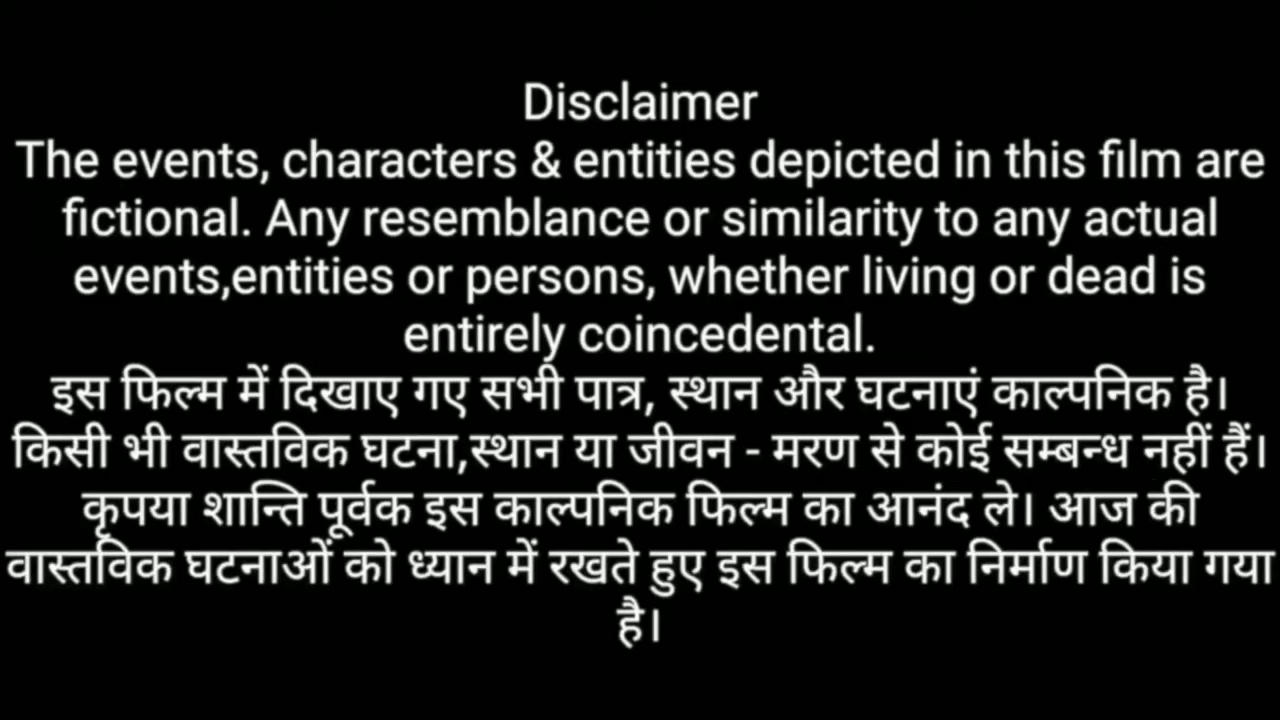 Disclaimer
The events, characters & entities depicted in this film are
fictional. Any resemblance or similarity to any actual
events,entities or persons, whether living or dead is
entirely coincedental.
इस फिल्म में दिखाए गए सभी पात्र, स्थान और घटनाएं काल्पनिक है।
किसी भी वास्तविक घटना,स्थान या जीवन - मरण से कोई सम्बन्ध नहीं हैं।
कृपया शान्ति पूर्वक इस काल्पनिक फिल्म का आनंद ले। आज की
वास्तविक घटनाओं को ध्यान में रखते हुए इस फिल्म का निर्माण किया गया
है।